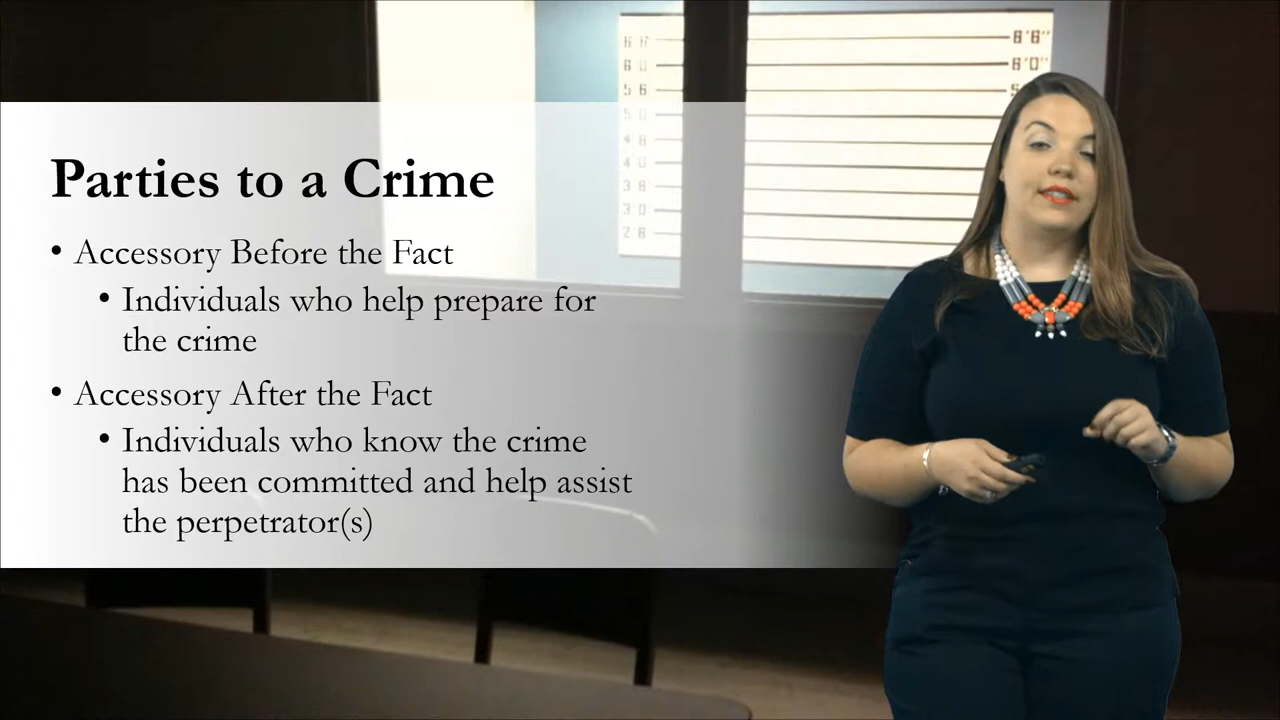 6'6"
6'0"
Parties to a Crime
• Accessory Before the Fact
• Individuals who help prepare for
the crime
• Accessory After the Fact
• Individuals who know the crime
has been committed and help assist
the perpetrator(s)